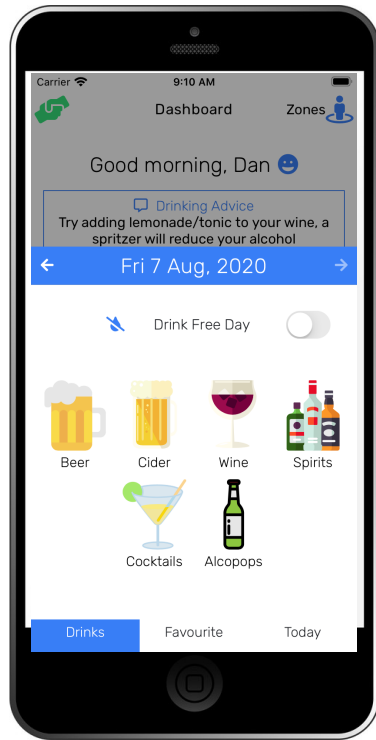 Carrier 9:10 AM
Dashboard Zones
Good morning, Dan
Drinking Advice
Try adding lemonade/tonic to your wine, a
spritzer will reduce your alcohol
Fri 7 Aug, 2020
Drink Free Day
Beer Cider Wine Spirits
Cocktails Alcopops
Drinks Favourite Today